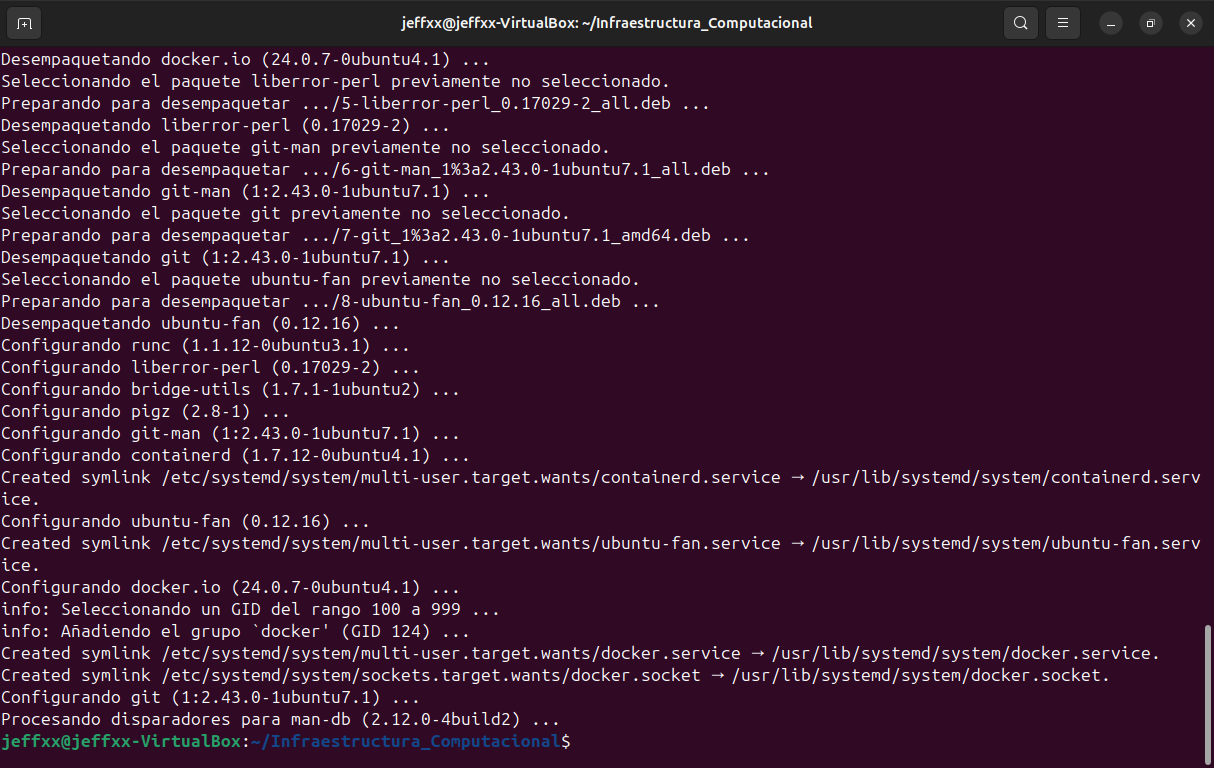 jeffxx@jeffxx-VirtualBox: ~/Infraestructura_Computacional
Desempaquetando docker.io (24.0.7-0ubuntu4.1) ...
Seleccionando el paquete liberror-perl previamente no seleccionado.
Preparando para desempaquetar .../5-liberror-perl_0.17029-2_all.deb ...
Desempaquetando liberror-perl (0.17029-2) ...
Seleccionando el paquete git-man previamente no seleccionado.
Preparando para desempaquetar .../6-git-man_1%3a2.43.0-1ubuntu7.1_all.deb ...
Desempaquetando git-man (1:2.43.0-1ubuntu7.1) ...
Seleccionando el paquete git previamente no seleccionado.
Preparando para desempaquetar .../7-git_1%3a2.43.0-1ubuntu7.1_amd64.deb ...
Desempaquetando git (1:2.43.0-1ubuntu7.1) ...
Seleccionando el paquete ubuntu-fan previamente no seleccionado.
Preparando para desempaquetar .../8-ubuntu-fan_0.12.16_all.deb ...
Desempaquetando ubuntu-fan (0.12.16) ...
Configurando runc (1.1.12-0ubuntu3.1) ...
Configurando liberror-perl (0.17029-2) ...
Configurando bridge-utils (1.7.1-1ubuntu2) ...
Configurando pigz (2.8-1) ...
Configurando git-man (1:2.43.0-1ubuntu7.1) ...
Configurando containerd (1.7.12-0ubuntu4.1) ...
Created symlink /etc/systemd/system/multi-user.target.wants/containerd.service → /usr/lib/systemd/system/containerd.serv
ice.
Configurando ubuntu-fan (0.12.16) ...
Created symlink /etc/systemd/system/multi-user.target.wants/ubuntu-fan.service → /usr/lib/systemd/system/ubuntu-fan.serv
ice.
Configurando docker.io (24.0.7-0ubuntu4.1) ...
info: Seleccionando un GID del rango 100 a 999 ...
info: Añadiendo el grupo `docker' (GID 124) ...
Created symlink /etc/systemd/system/multi-user.target.wants/docker.service → /usr/lib/systemd/system/docker.service.
Created symlink /etc/systemd/system/sockets.target.wants/docker.socket → /usr/lib/systemd/system/docker.socket.
Configurando git (1:2.43.0-1ubuntu7.1) ...
Procesando disparadores para man-db (2.12.0-4build2) ...
jeffxx@jeffxx-VirtualBox:~/Infraestructura_Computacional$